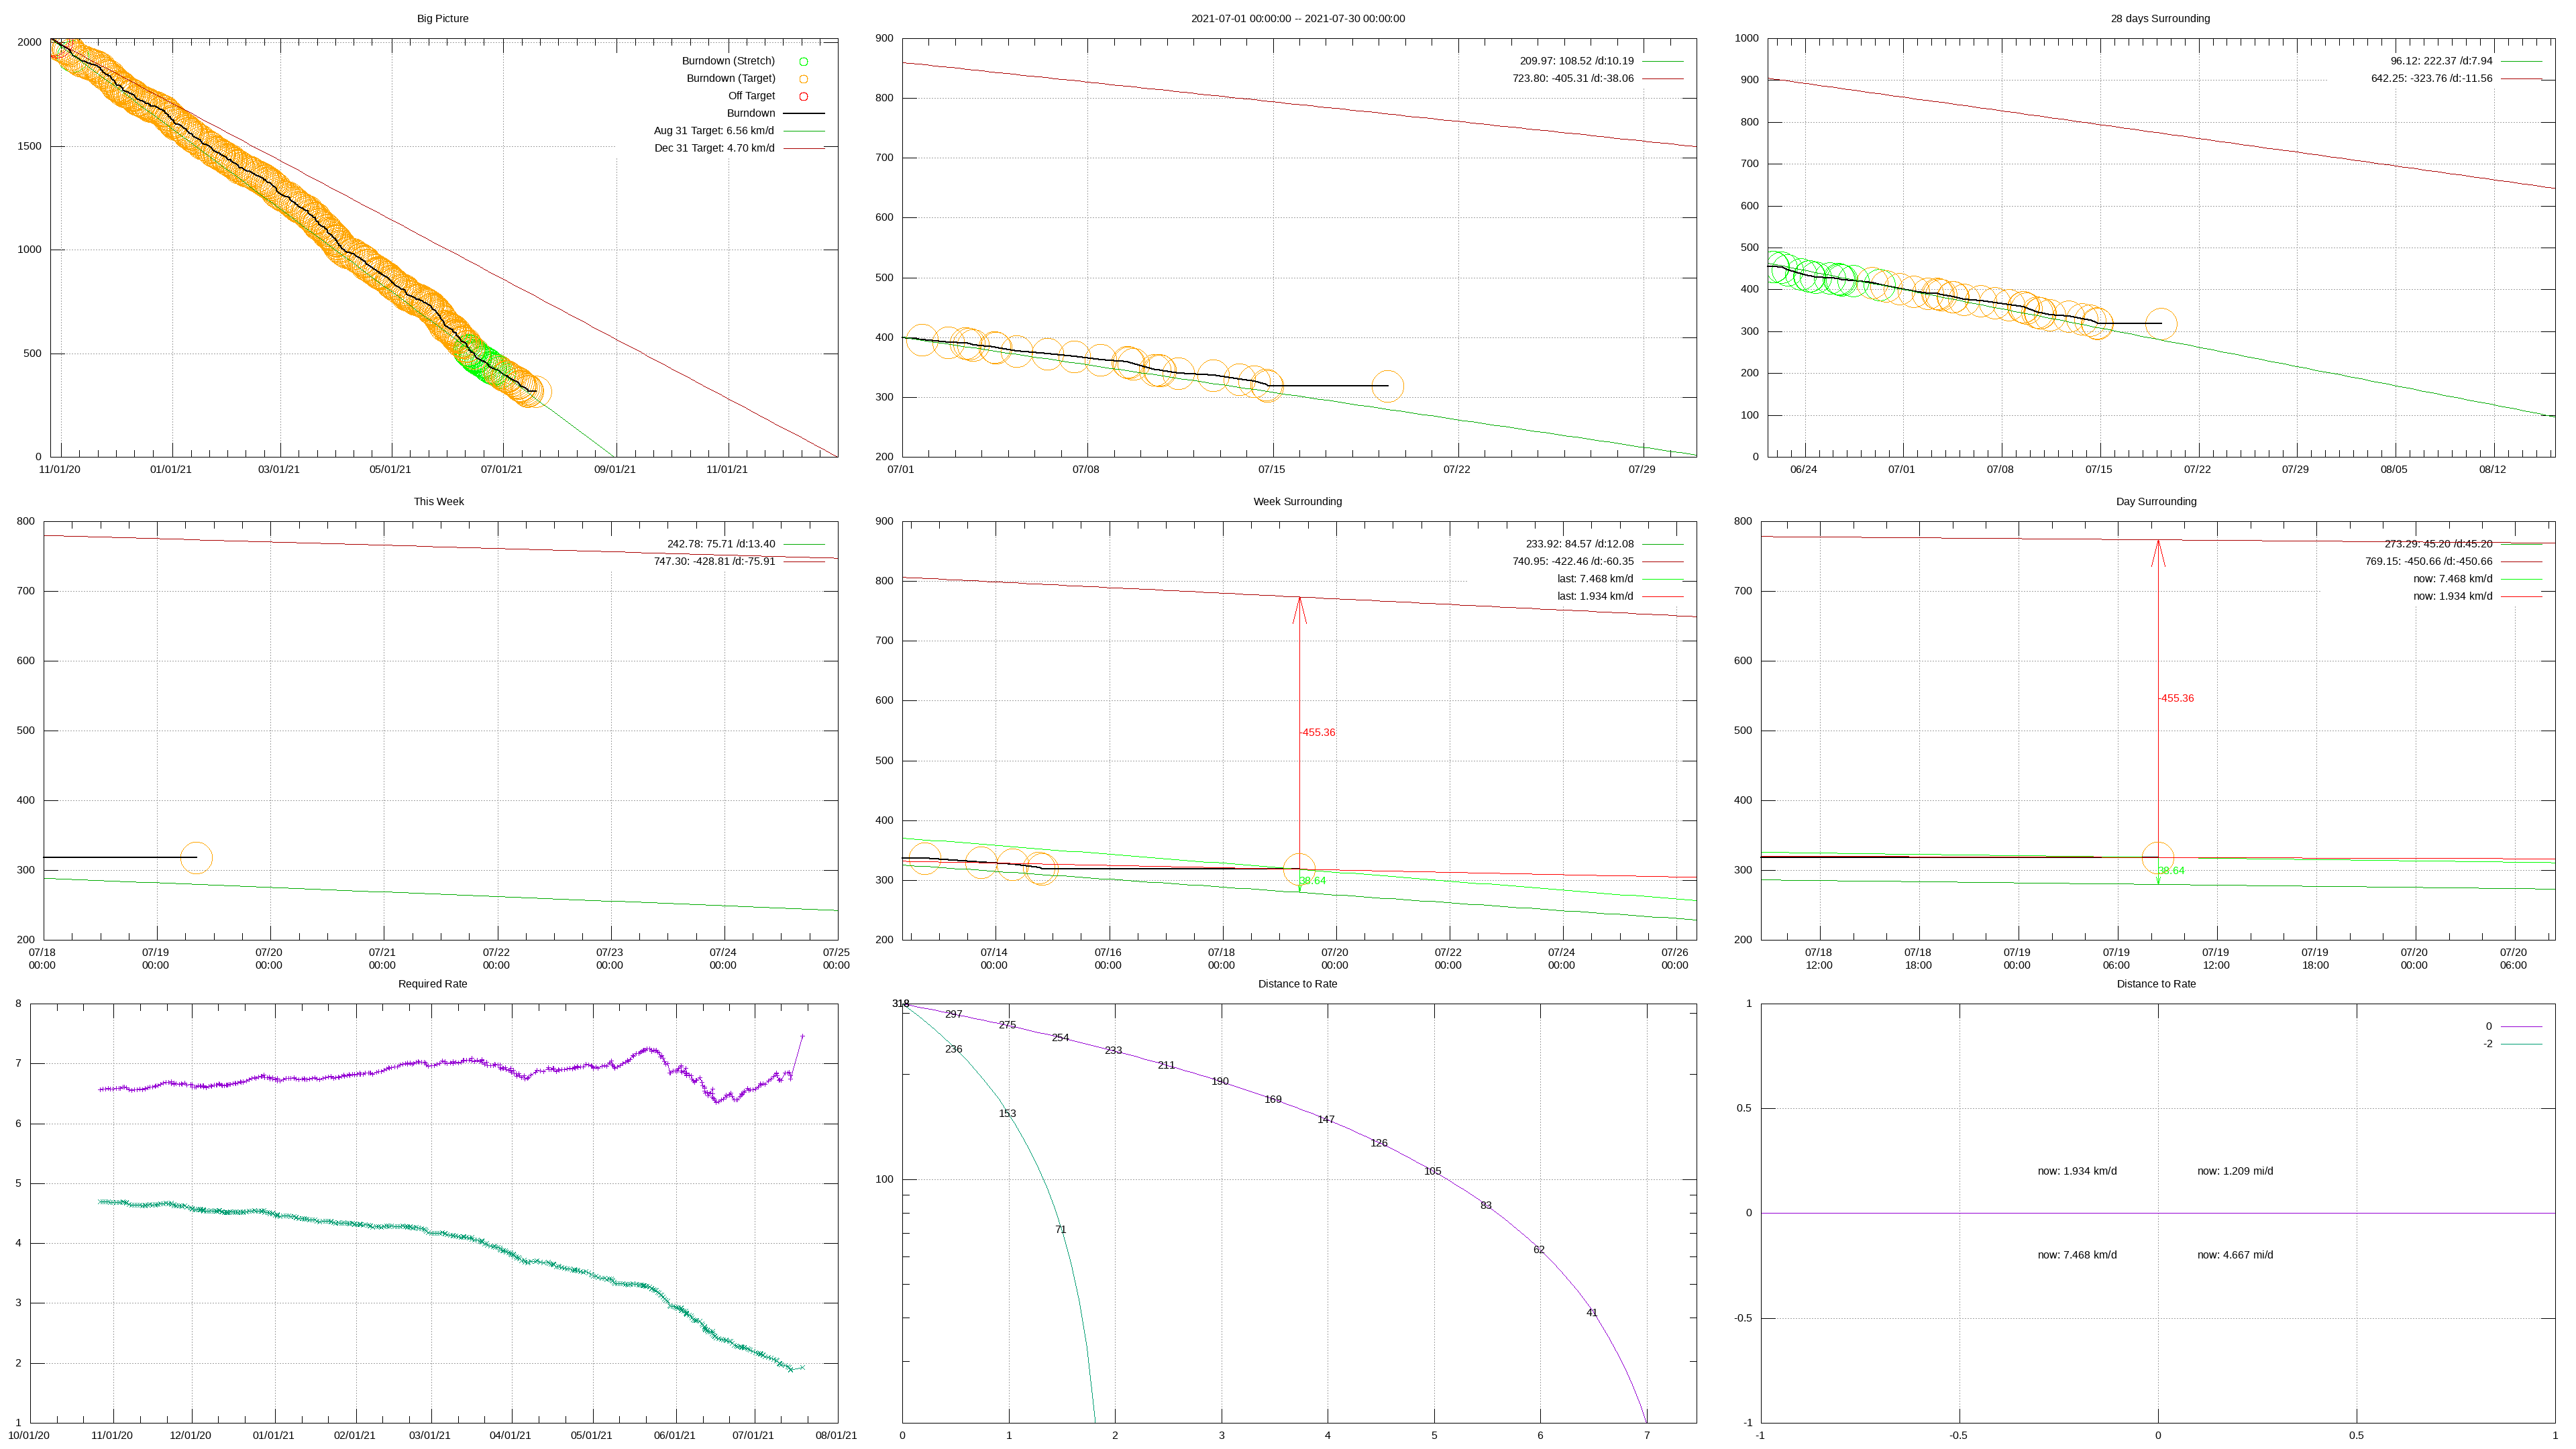 Big Picture
2000
1500
1000
500
0
11/01/20 01/01/21 03/01/21 05/01/21 07/01/21 09/01/21 11/01/21
Burndown (Stretch)
Burndown (Target)
Off Target
Burndown
Aug 31 Target: 6.56 km/d
Dec 31 Target: 4.70 km/d
2021-07-01 00:00:00 -- 2021-07-30 00:00:00
900
800
700
600
500
400
300
200
07/01 07/08 07/15 07/22 07/29
209.97: 108.52 /d:10.19
723.80: -405.31 /d:-38.06
28 days Surrounding
1000
900
800
700
600
500
400
300
200
100
0
06/24 07/01 07/08 07/15 07/22 07/29 08/05 08/12
96.12: 222.37 /d:7.94
642.25: -323.76 /d:-11.56
This Week
800
700
600
500
400
300
200
07/18 07/19 07/20 07/21 07/22 07/23 07/24 07/25
00:00 00:00 00:00 00:00 00:00 00:00 00:00 00:00
242.78: 75.71 /d:13.40
747.30: -428.81 /d:-75.91
Week Surrounding
900
800
700
600
500
400
300
200
07/14 07/16 07/18 07/20 07/22 07/24 07/26
00:00 00:00 00:00 00:00 00:00 00:00 00:00
233.92: 84.57 /d:12.08
740.95: -422.46 /d:-60.35
last: 7.468 km/d
last: 1.934 km/d
-455.36
38.64
Day Surrounding
800
700
600
500
400
300
200
07/18 07/18 07/19 07/19 07/19 07/19 07/20 07/20
12:00 18:00 00:00 06:00 12:00 18:00 00:00 06:00
273.29: 45.20 /d:45.20
769.15: -450.66 /d:-450.66
now: 7.468 km/d
now: 1.934 km/d
-455.36
38.64
Required Rate
8
7
6
5
4
3
2
1
10/01/20 11/01/20 12/01/20 01/01/21 02/01/21 03/01/21 04/01/21 05/01/21 06/01/21 07/01/21 08/01/21
Distance to Rate
318
297
275
254
236
233
211
190
169
153
147
126
105
100
83
71
62
41
0 1 2 3 4 5 6 7
Distance to Rate
1
0.5
0
-0.5
-1
-1 -0.5 0 0.5 1
0
-2
now: 1.934 km/d now: 1.209 mi/d
now: 7.468 km/d now: 4.667 mi/d